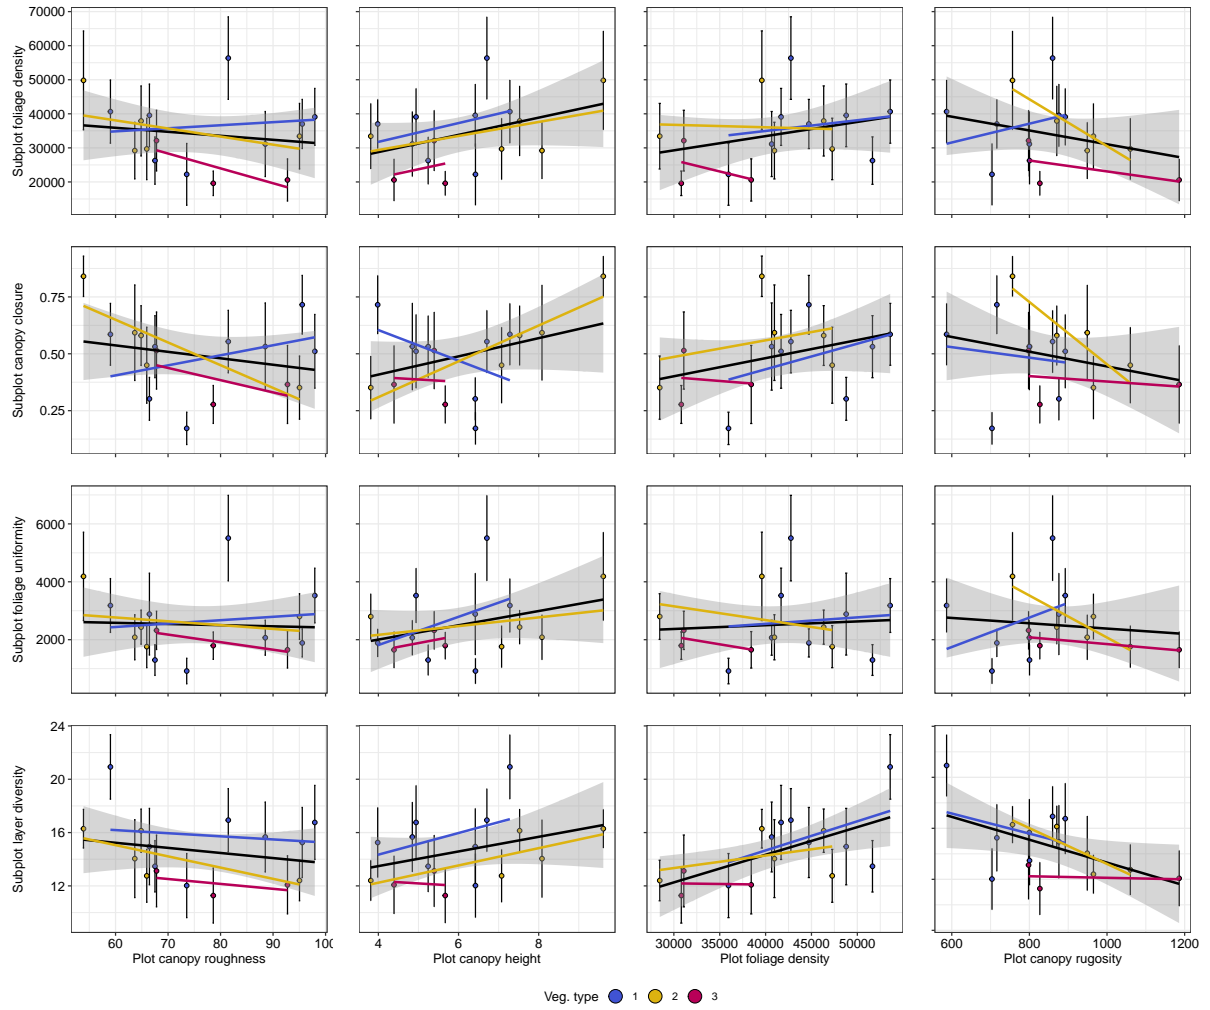 Subplot foliage density
70000
60000
50000
40000
30000
20000
Subplot canopy closure
0.75
0.50
0.25
Subplot foliage uniformity
6000
4000
2000
Subplot layer diversity
24
20
16
12
60 70 80 90 100
4 6 8
30000 35000 40000 45000 50000
600 800 1000 1200
Plot canopy roughness
Plot canopy height
Plot foliage density
Plot canopy rugosity
Veg. type 1 2 3